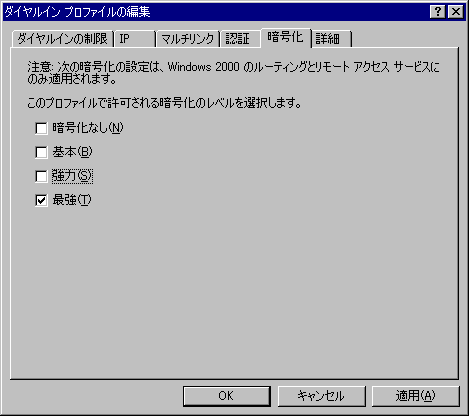 ダイヤルイン プロファイルの編集
ダイヤルインの制限 IP マルチリンク 認証 暗号化 詳細
注意: 次の暗号化の設定は、Windows 2000 のルーティングとリモート アクセス サービスに
のみ適用されます。
このプロファイルで許可される暗号化のレベルを選択します。
暗号化なし(N)
基本(B)
強力(S)
最強(T)
OK キャンセル 適用(A)